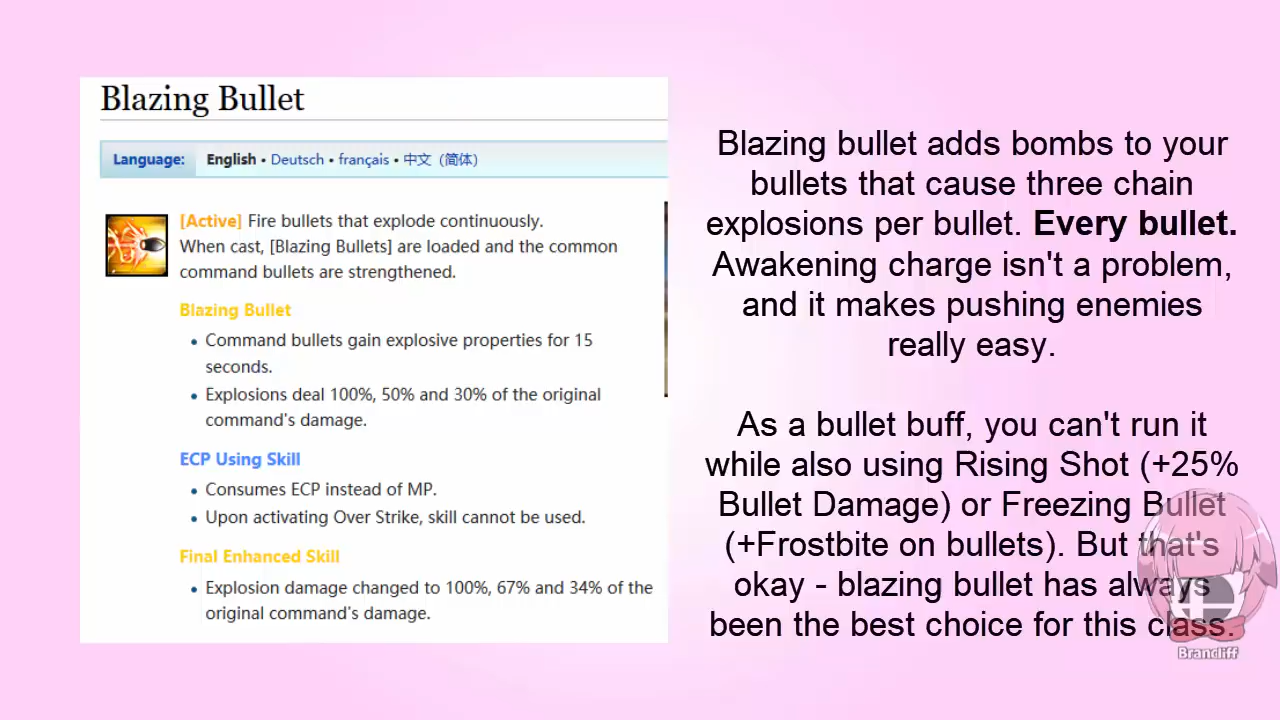 Blazing Bullet
Language: English • Deutsch • français • 中文（简体）
[Active] Fire bullets that explode continuously.
When cast, [Blazing Bullets] are loaded and the common
command bullets are strengthened.
Blazing Bullet
• Command bullets gain explosive properties for 15
seconds.
• Explosions deal 100%, 50% and 30% of the original
command's damage.
ECP Using Skill
• Consumes ECP instead of MP.
• Upon activating Over Strike, skill cannot be used.
Final Enhanced Skill
• Explosion damage changed to 100%, 67% and 34% of the
original command's damage.
Blazing bullet adds bombs to your
bullets that cause three chain
explosions per bullet. Every bullet.
Awakening charge isn't a problem,
and it makes pushing enemies
really easy.
As a bullet buff, you can't run it
while also using Rising Shot (+25%
Bullet Damage) or Freezing Bullet
(+Frostbite on bullets). But that's
okay - blazing bullet has always
been the best choice for this class.
Brancliff